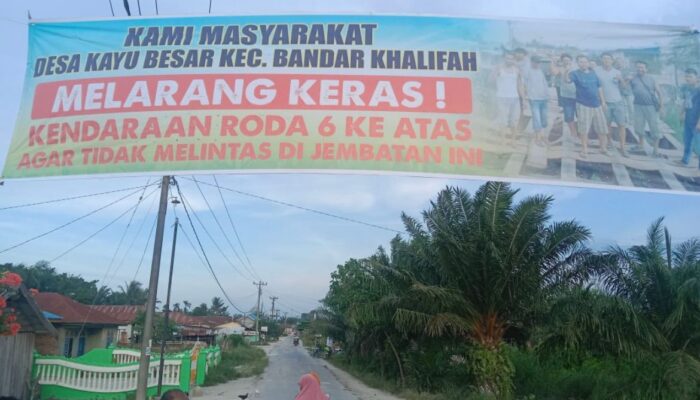 KAMI MASYARAKAT
DESA KAYU BESAR KEC. BANDAR KHALIFAH
MELARANG KERAS !
KENDARAAN RODA 6 KE ATAS
AGAR TIDAK MELINTAS DI JEMBATAN INI